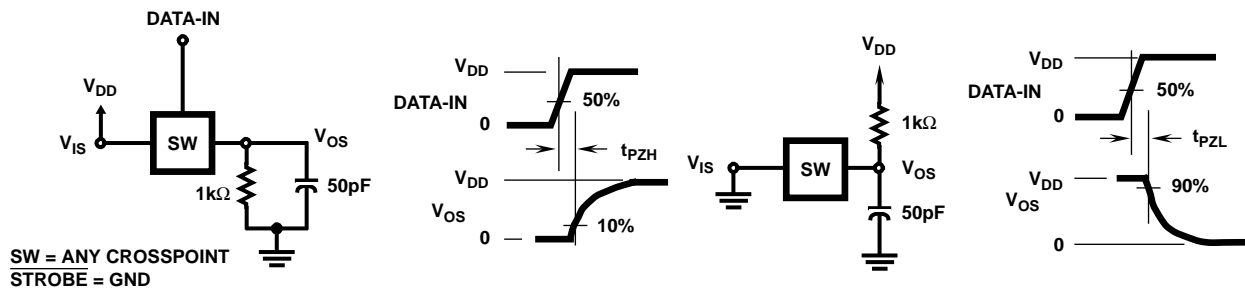 DATA-IN
VDD
VIS
SW
VOS
1kΩ
50pF
SW = ANY CROSSPOINT
STROBE = GND
VDD
DATA-IN
50%
0
tPZH
VDD
VOS
10%
0
VDD
1kΩ
VIS
SW
VOS
50pF
VDD
DATA-IN
50%
0
tPZL
VDD
90%
VOS
0